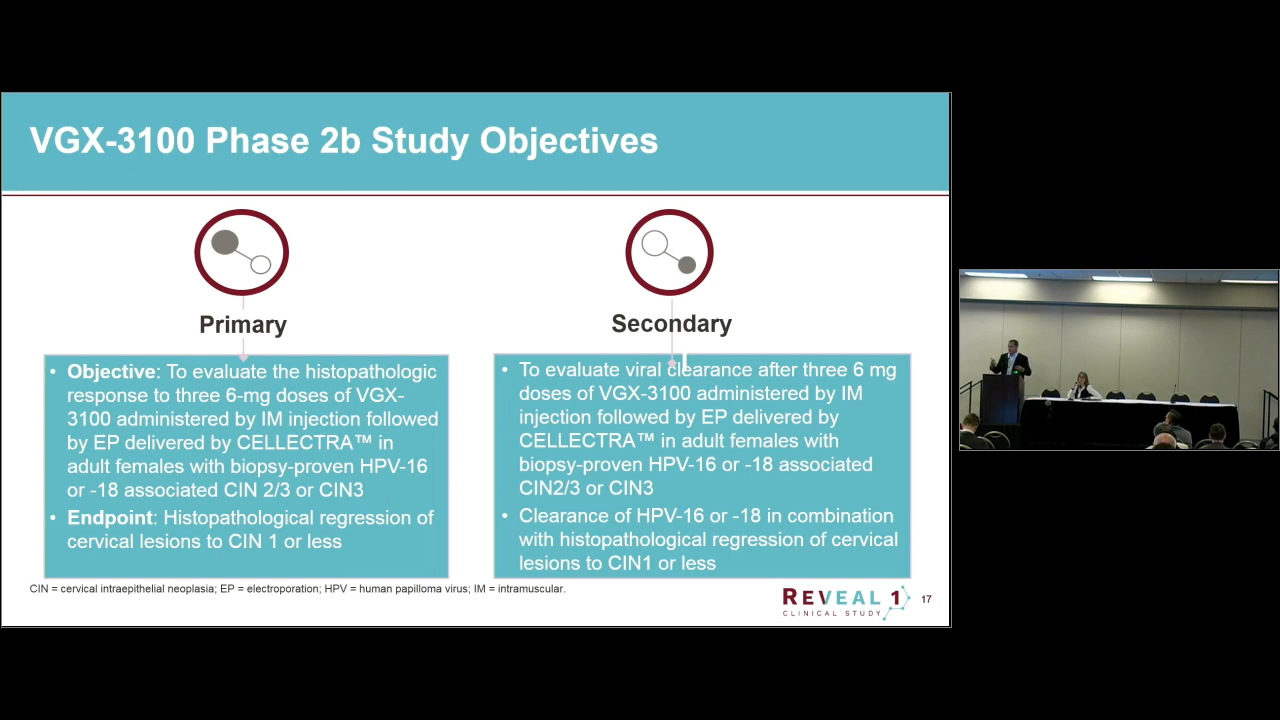 VGX-3100 Phase 2b Study Objectives
Primary
• Objective: To evaluate the histopathologic
response to three 6-mg doses of VGX-
3100 administered by IM injection followed
by EP delivered by CELLECTRA™ in
adult females with biopsy-proven HPV-16
or -18 associated CIN 2/3 or CIN3
• Endpoint: Histopathological regression of
cervical lesions to CIN 1 or less
Secondary
• To evaluate viral clearance after three 6 mg
doses of VGX-3100 administered by IM
injection followed by EP delivered by
CELLECTRA™ in adult females with
biopsy-proven HPV-16 or -18 associated
CIN2/3 or CIN3
• Clearance of HPV-16 or -18 in combination
with histopathological regression of cervical
lesions to CIN1 or less
CIN = cervical intraepithelial neoplasia; EP = electroporation; HPV = human papilloma virus; IM = intramuscular.
REVEAL 1
CLINICAL STUDY
17